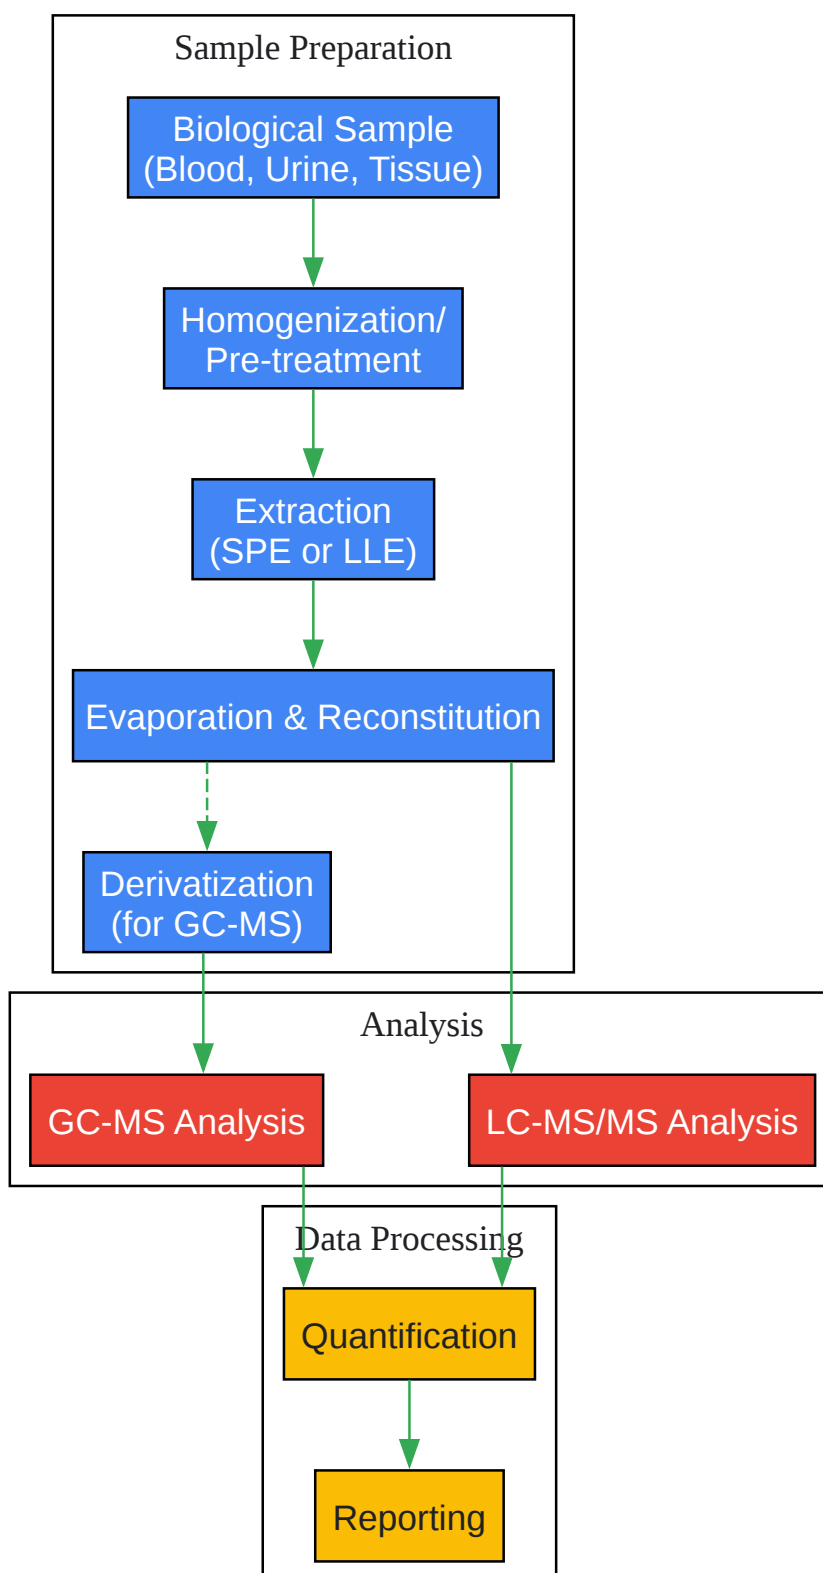 Sample Preparation
Biological Sample
(Blood, Urine, Tissue)
Homogenization/
Pre-treatment
Extraction
(SPE or LLE)
Evaporation & Reconstitution
Derivatization
(for GC-MS)
Analysis
GC-MS Analysis
LC-MS/MS Analysis
Data Processing
Quantification
Reporting